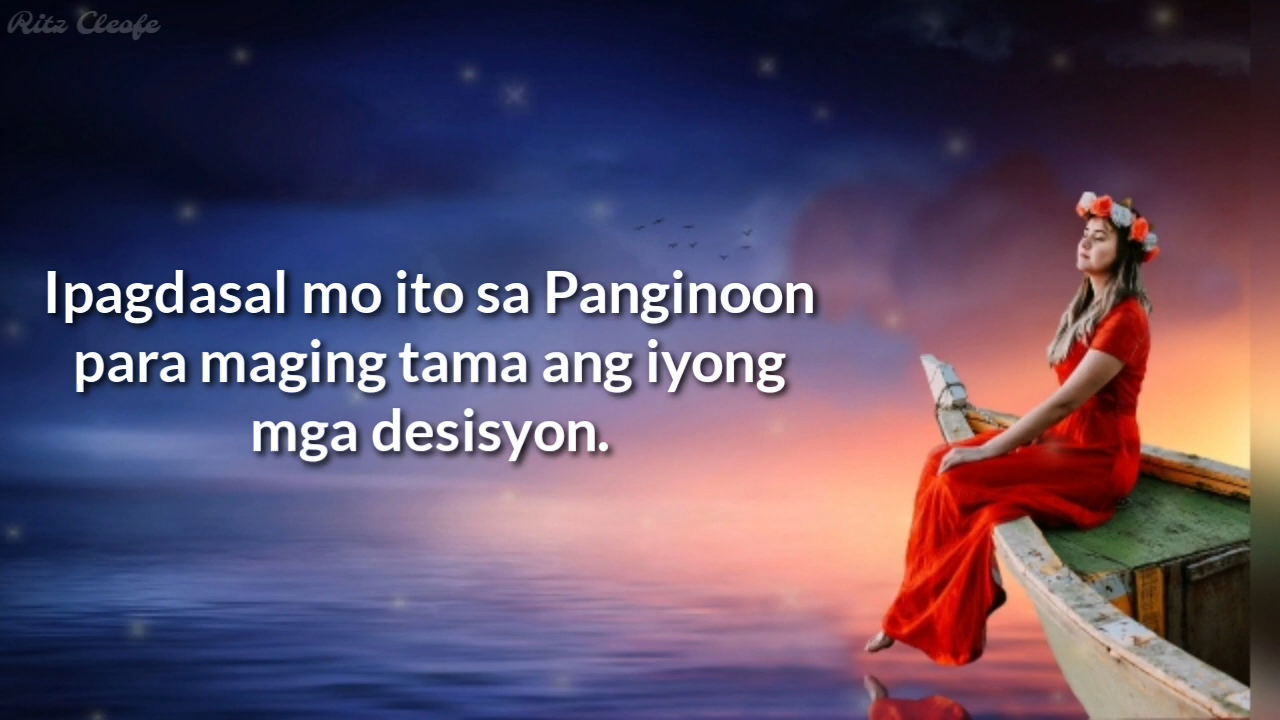 Ritz Cleofe
Ipagdasal mo ito sa Panginoon
para maging tama ang iyong
mga desisyon.